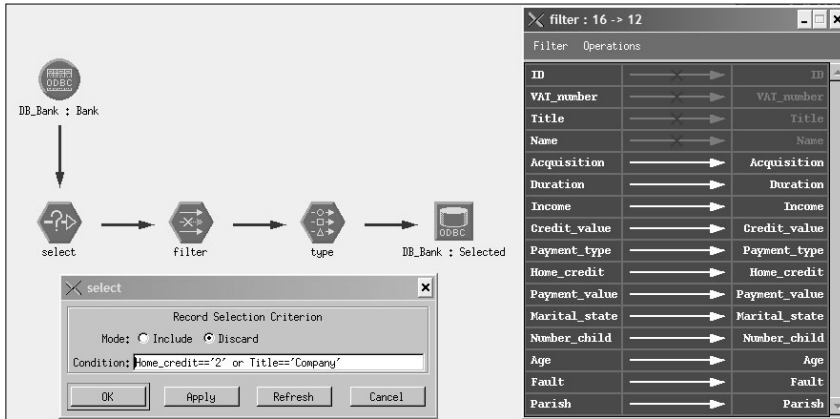 ODBC
DB_Bank : Bank
select
filter
type
ODBC
DB_Bank : Selected
select
Record Selection Criterion
Mode: Include Discard
Condition: Home_credit=='2' or Title=='Company'
OK Apply Refresh Cancel
filter : 16 -> 12
Filter Operations
ID ID
VAT_number VAT_number
Title Title
Name Name
Acquisition Acquisition
Duration Duration
Income Income
Credit_value Credit_value
Payment_type Payment_type
Home_credit Home_credit
Payment_value Payment_value
Marital_state Marital_state
Number_child Number_child
Age Age
Fault Fault
Parish Parish